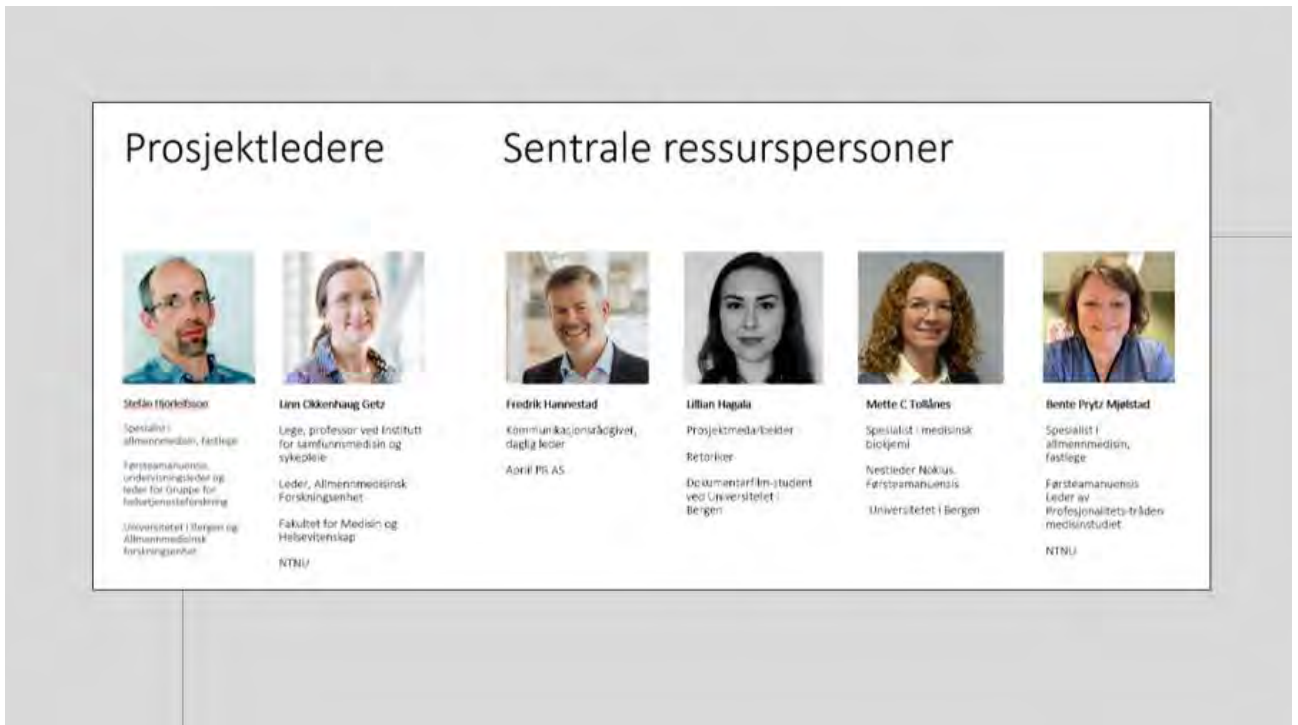 Prosjektledere
Sentrale ressurspersoner
Stefán Hjörleifsson
Spesialist i
allmennmedisin, fastlege
Førsteamanuensis,
undervisningsleder og
leder for Gruppe for
helsetjenesteforskning
Universitetet i Bergen og
Allmennmedisinsk
forskningsenhet
Linn Okkenhaug Getz
Lege, professor ved Institutt
for samfunnsmedisin og
sykepleie
Leder, Allmennmedisinsk
Forskningsenhet
Fakultet for Medisin og
Helsevitenskap
NTNU
Fredrik Hannestad
Kommunikasjonsrådgiver,
daglig leder
April PR AS
Lillian Hagala
Prosjektmedarbeider
Retoriker
Dokumentarfilm-student
ved Universitetet i
Bergen
Mette C Tollånes
Spesialist i medisinsk
biokjemi
Nestleder Noklus.
Førsteamanuensis
Universitetet i Bergen
Bente Prytz Mjølstad
Spesialist i
allmennmedisin,
fastlege
Førsteamanuensis
Leder av
Profesjonalitets-tråden
medisinstudiet
NTNU